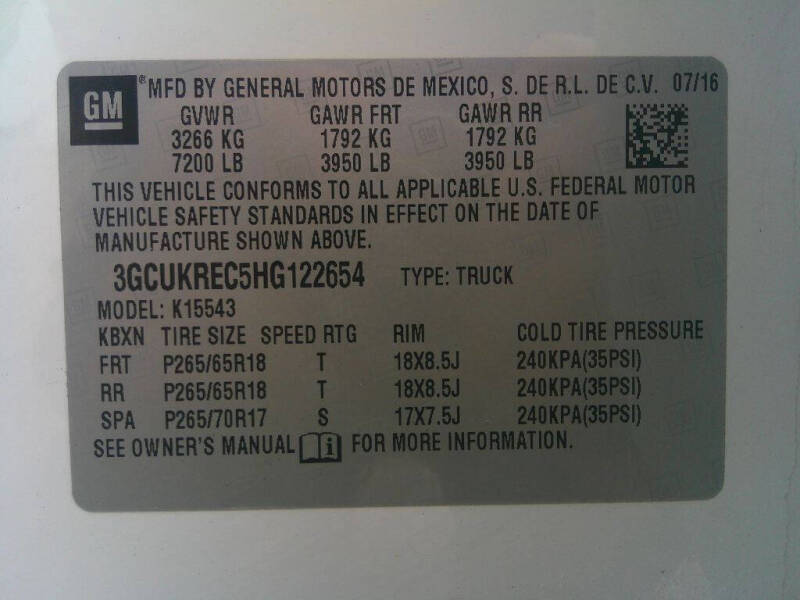 GM
® MFD BY GENERAL MOTORS DE MEXICO, S. DE R.L. DE C.V. 07/16
GVWR GAWR FRT GAWR RR
3266 KG 1792 KG 1792 KG
7200 LB 3950 LB 3950 LB
THIS VEHICLE CONFORMS TO ALL APPLICABLE U.S. FEDERAL MOTOR
VEHICLE SAFETY STANDARDS IN EFFECT ON THE DATE OF
MANUFACTURE SHOWN ABOVE.
3GCUKREC5HG122654 TYPE: TRUCK
MODEL: K15543
KBXN TIRE SIZE SPEED RTG RIM COLD TIRE PRESSURE
FRT P265/65R18 T 18X8.5J 240KPA(35PSI)
RR P265/65R18 T 18X8.5J 240KPA(35PSI)
SPA P265/70R17 S 17X7.5J 240KPA(35PSI)
SEE OWNER'S MANUAL i FOR MORE INFORMATION.